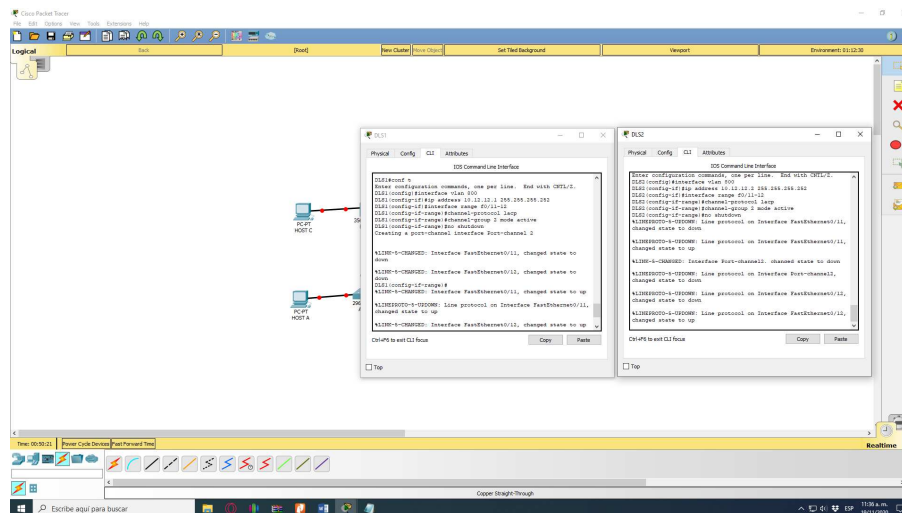 Cisco Packet Tracer
File Edit Options View Tools Extensions Help
Logical
Back
[Root]
New Cluster
Move Object
Set Tiled Background
Viewport
Environment: 01:12:30
PC-PT
HOST C
PC-PT
HOST A
DLS1
Physical Config CLI Attributes
IOS Command Line Interface
DLS1#conf t
Enter configuration commands, one per line. End with CNTL/Z.
DLS1(config)#interface vlan 800
DLS1(config-if)#ip address 10.12.12.1 255.255.255.252
DLS1(config-if)#interface range f0/11-12
DLS1(config-if-range)#channel-protocol lacp
DLS1(config-if-range)#channel-group 2 mode active
DLS1(config-if-range)#no shutdown
Creating a port-channel interface Port-channel 2
%LINK-5-CHANGED: Interface FastEthernet0/11, changed state to
down
%LINK-5-CHANGED: Interface FastEthernet0/12, changed state to
down
DLS1(config-if-range)#
%LINK-5-CHANGED: Interface FastEthernet0/11, changed state to up
%LINEPROTO-5-UPDOWN: Line protocol on Interface FastEthernet0/11,
changed state to up
%LINK-5-CHANGED: Interface FastEthernet0/12, changed state to up
Ctrl+F6 to exit CLI focus
Copy
Paste
Top
DLS2
Physical Config CLI Attributes
IOS Command Line Interface
Enter configuration commands, one per line. End with CNTL/Z.
DLS2(config)#interface vlan 800
DLS2(config-if)#ip address 10.12.12.2 255.255.255.252
DLS2(config-if)#interface range f0/11-12
DLS2(config-if-range)#channel-protocol lacp
DLS2(config-if-range)#channel-group 2 mode active
DLS2(config-if-range)#no shutdown
%LINEPROTO-5-UPDOWN: Line protocol on Interface FastEthernet0/11,
changed state to down
%LINEPROTO-5-UPDOWN: Line protocol on Interface FastEthernet0/11,
changed state to up
%LINK-5-CHANGED: Interface Port-channel2, changed state to down
%LINEPROTO-5-UPDOWN: Line protocol on Interface Port-channel2,
changed state to down
%LINEPROTO-5-UPDOWN: Line protocol on Interface FastEthernet0/12,
changed state to down
%LINEPROTO-5-UPDOWN: Line protocol on Interface FastEthernet0/12,
changed state to up
Ctrl+F6 to exit CLI focus
Copy
Paste
Top
Time: 00:50:21
Power Cycle Devices
Fast Forward Time
Realtime
Copper Straight-Through
Escribe aquí para buscar
ESP
11:36 a. m.
19/11/2020